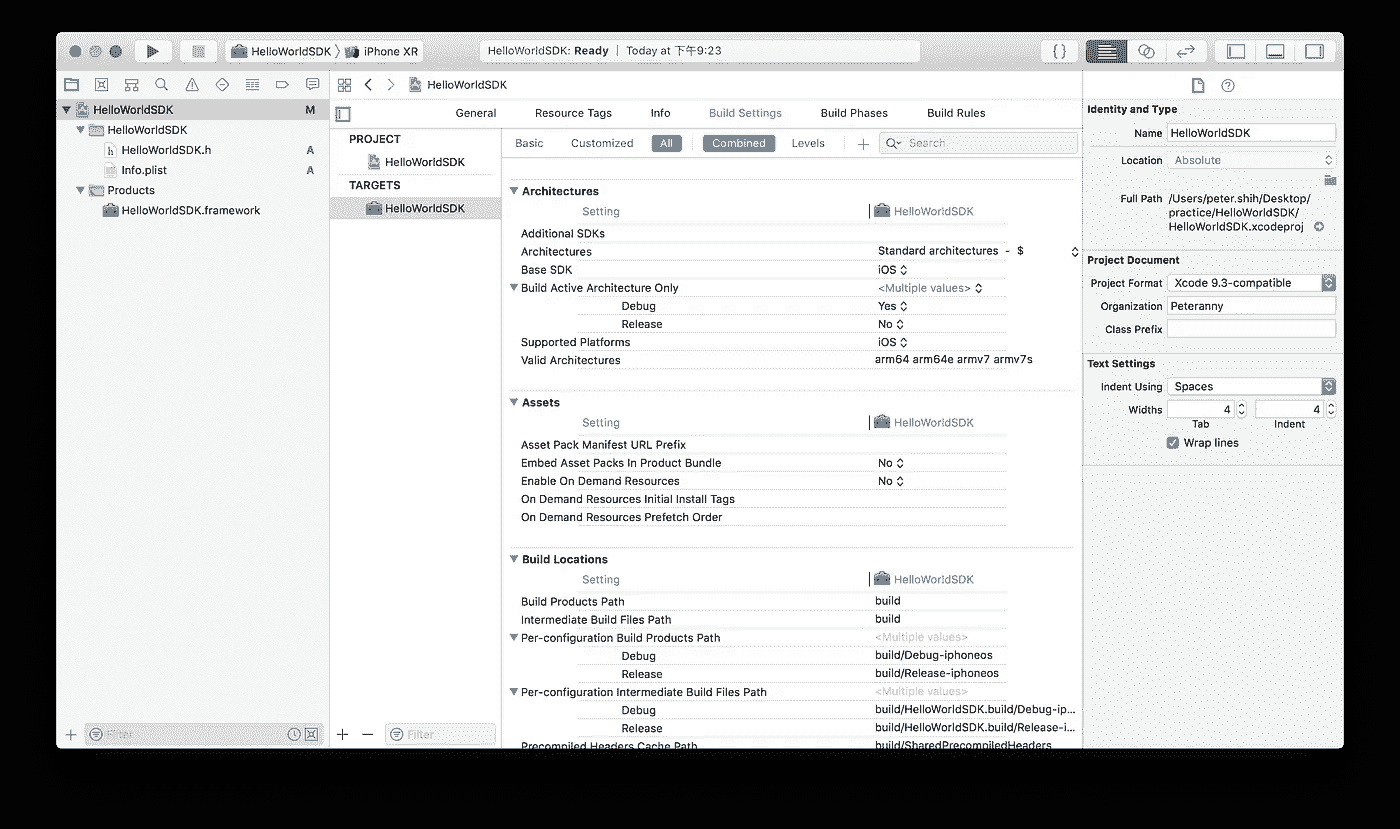 HelloWorldSDK iPhone XR
HelloWorldSDK: Ready | Today at 下午9:23
HelloWorldSDK M
HelloWorldSDK
HelloWorldSDK.h A
Info.plist A
Products
HelloWorldSDK.framework
Filter
HelloWorldSDK
General Resource Tags Info Build Settings Build Phases Build Rules
PROJECT
HelloWorldSDK
TARGETS
HelloWorldSDK
Filter
Basic Customized All Combined Levels + Search
Architectures
Setting HelloWorldSDK
Additional SDKs
Architectures Standard architectures - $
Base SDK iOS
Build Active Architecture Only <Multiple values>
Debug Yes
Release No
Supported Platforms iOS
Valid Architectures arm64 arm64e armv7 armv7s
Assets
Setting HelloWorldSDK
Asset Pack Manifest URL Prefix
Embed Asset Packs In Product Bundle No
Enable On Demand Resources No
On Demand Resources Initial Install Tags
On Demand Resources Prefetch Order
Build Locations
Setting HelloWorldSDK
Build Products Path build
Intermediate Build Files Path build
Per-configuration Build Products Path <Multiple values>
Debug build/Debug-iphoneos
Release build/Release-iphoneos
Per-configuration Intermediate Build Files Path <Multiple values>
Debug build/HelloWorldSDK.build/Debug-ip...
Release build/HelloWorldSDK.build/Release-i...
Precompiled Headers Cache Path build/SharedPrecompiledHeaders
Identity and Type
Name HelloWorldSDK
Location Absolute
Full Path /Users/peter.shih/Desktop/
practice/HelloWorldSDK/
HelloWorldSDK.xcodeproj
Project Document
Project Format Xcode 9.3-compatible
Organization Peteranny
Class Prefix
Text Settings
Indent Using Spaces
Widths 4 4
Tab Indent
Wrap lines